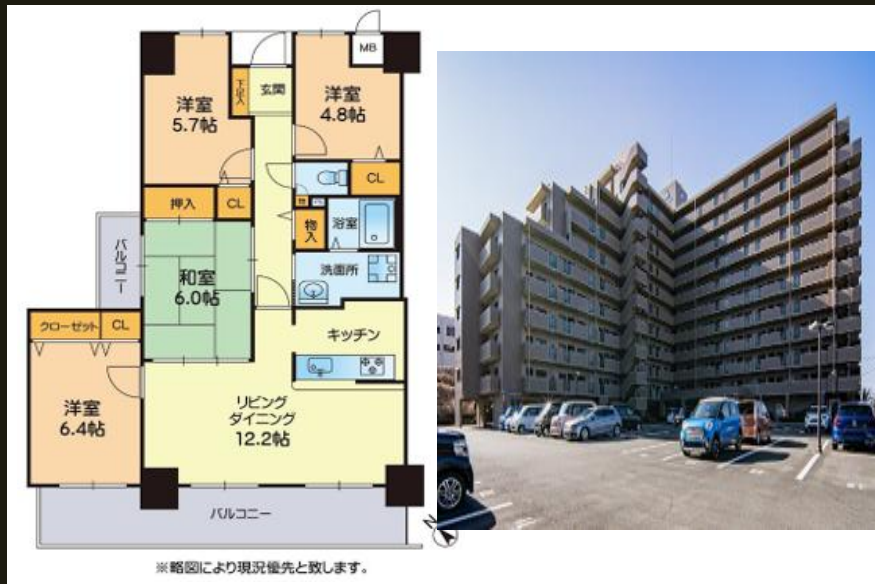 MB
下足入
玄関
洋室
5.7帖
洋室
4.8帖
CL
押入
CL
物入
浴室
バルコニー
和室
6.0帖
洗面所
クローゼット
CL
キッチン
洋室
6.4帖
リビング
ダイニング
12.2帖
バルコニー
N
※略図により現況優先と致します。